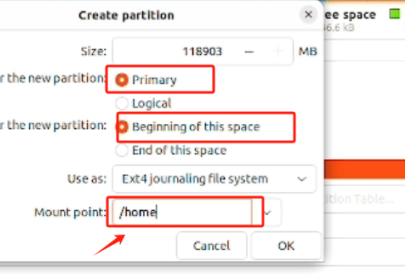 Create partition
ee space
6.6 kB
Size: 118903 MB
r the new partition: Primary
Logical
r the new partition: Beginning of this space
End of this space
Use as: Ext4 journaling file system
tition Table...
Mount point: /home
Cancel OK